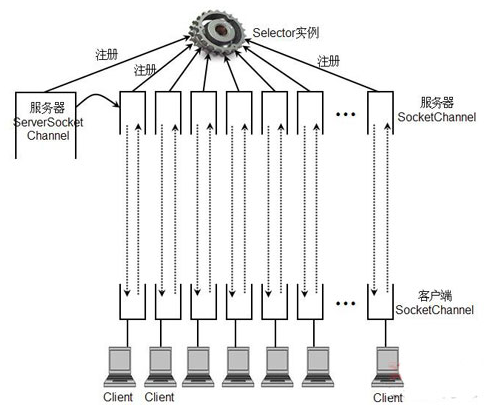 Selector实例
注册
注册
注册
服务器
ServerSocket
Channel
服务器
SocketChannel
客户端
SocketChannel
Client
Client
Client